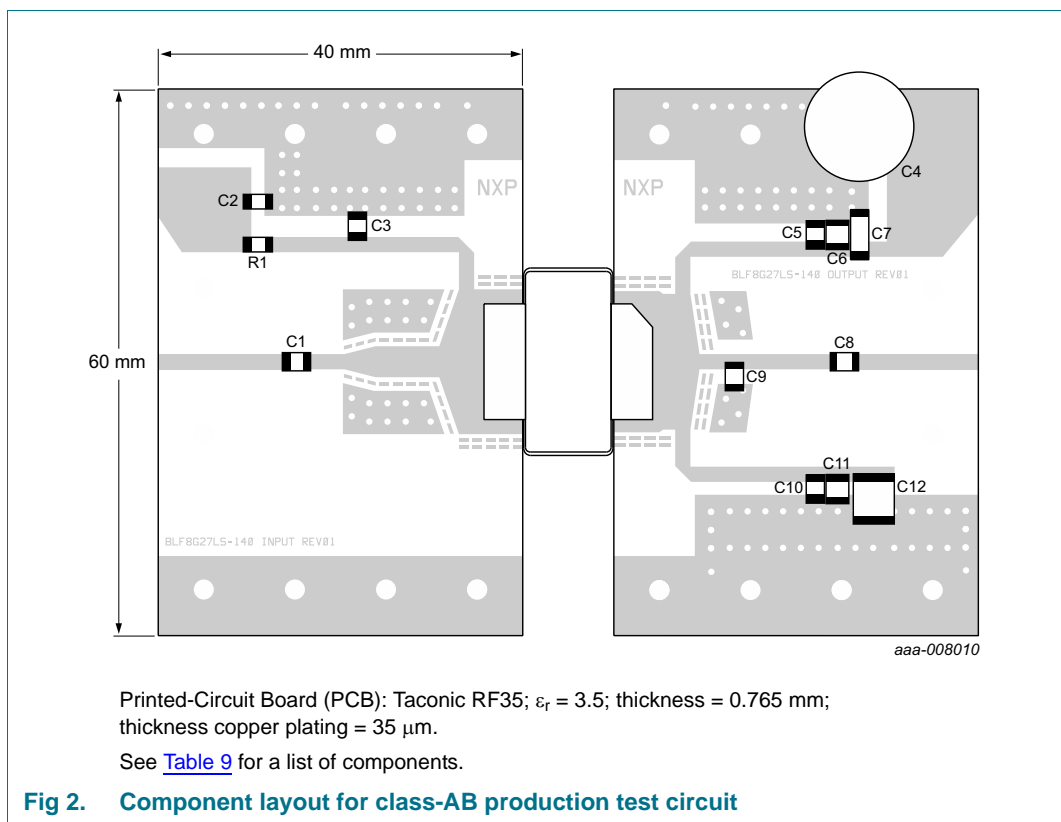 40 mm
60 mm
NXP
NXP
C4
C2
C3
R1
C5
C6
C7
BLF8G27LS-140 OUTPUT REV01
C1
C8
C9
C11
C10
C12
BLF8G27LS-140 INPUT REV01
aaa-008010
Printed-Circuit Board (PCB): Taconic RF35; εr = 3.5; thickness = 0.765 mm;
thickness copper plating = 35 μm.
See Table 9 for a list of components.
Fig 2. Component layout for class-AB production test circuit